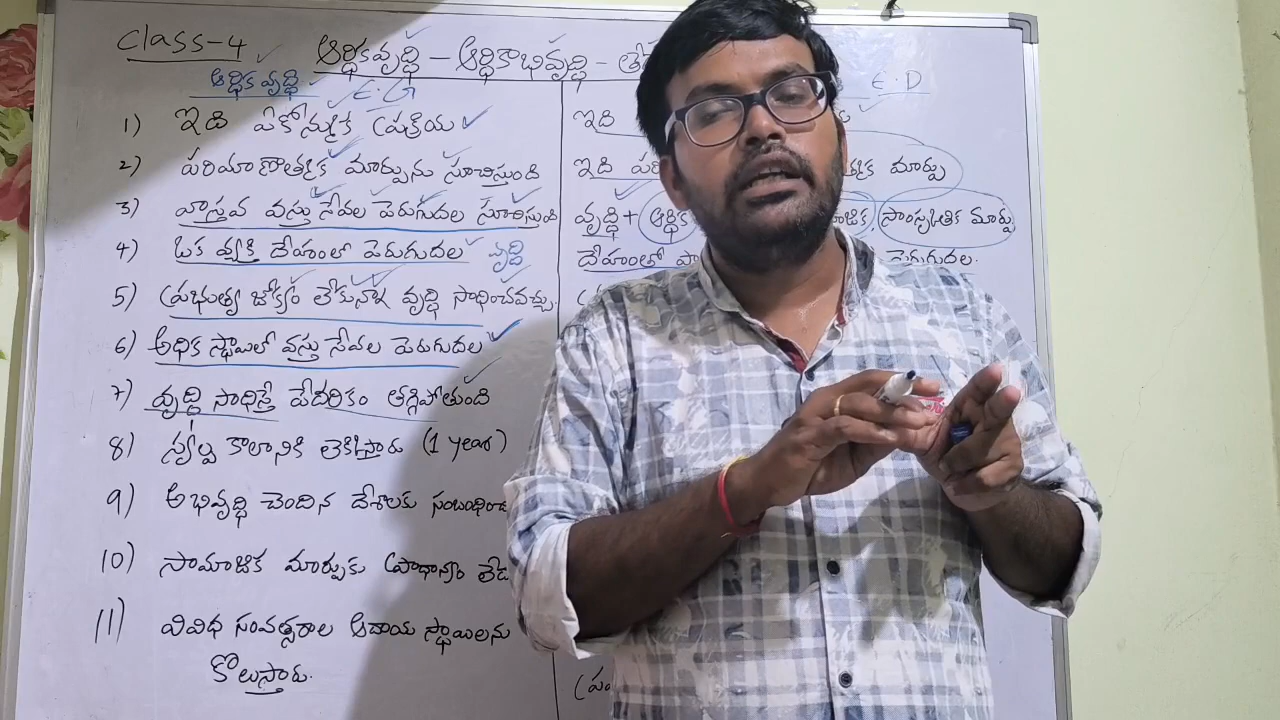 Class-4 ఆర్థికవృద్ధి - ఆర్థికాభివృద్ధి -
ఆర్థిక వృద్ధి E.G E.D
1) ఇది ఏకోన్ముఖ ప్రక్రియ ఇది
2) పరిమాణాత్మక మార్పును సూచిస్తుంది ఇది మార్పు
3) వాస్తవ వస్తు సేవల పెరుగుదల సూచిస్తుంది వృద్ధి + ఆర్థిక సాంస్కృతిక మార్పు
4) ఒక వ్యక్తి దేహంలో పెరుగుదల వృద్ధి దేహంతో పెరుగుదల.
5) ప్రభుత్వ జోక్యం లేకున్నా వృద్ధి సాధించవచ్చు.
6) అధిక స్థాయిలో వస్తు సేవల పెరుగుదల
7) వృద్ధి సాధిస్తే పేదరికం తగ్గిపోతుంది
8) స్వల్ప కాలానికి లెక్కిస్తారు (1 year)
9) అభివృద్ధి చెందిన దేశాలకు
10) సామాజిక మార్పుకు ప్రాధాన్యం
11) వివిధ సంవత్సరాల ఆదాయ స్థాయిలను
కొలుస్తారు.